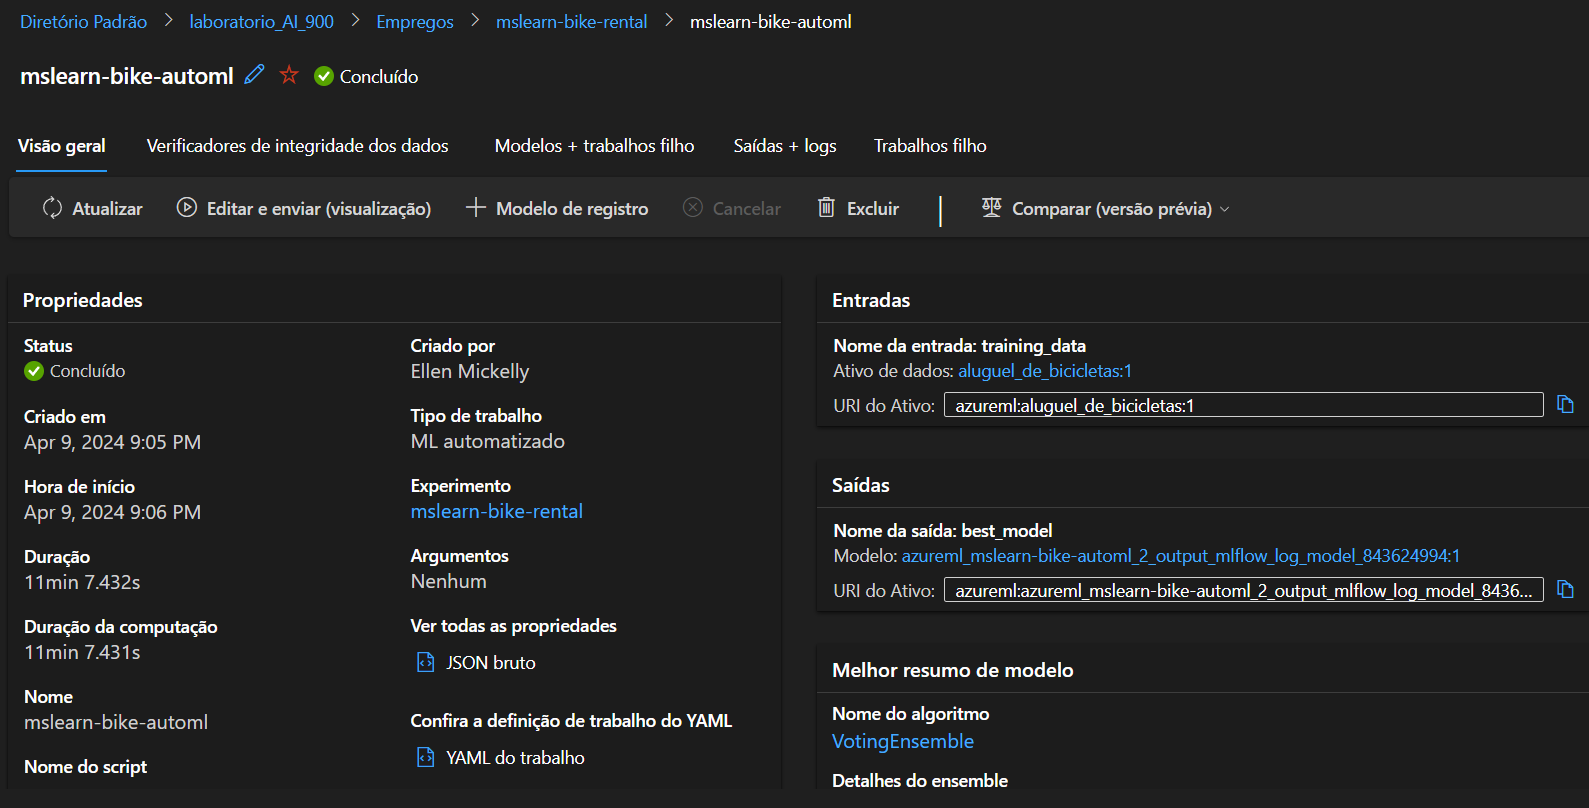 Diretório Padrão > laboratorio_AI_900 > Empregos > mslearn-bike-rental > mslearn-bike-automl
mslearn-bike-automl Concluído
Visão geral Verificadores de integridade dos dados Modelos + trabalhos filho Saídas + logs Trabalhos filho
Atualizar Editar e enviar (visualização) Modelo de registro Cancelar Excluir Comparar (versão prévia)
Propriedades
Status
Concluído
Criado em
Apr 9, 2024 9:05 PM
Hora de início
Apr 9, 2024 9:06 PM
Duração
11min 7.432s
Duração da computação
11min 7.431s
Nome
mslearn-bike-automl
Nome do script
Criado por
Ellen Mickelly
Tipo de trabalho
ML automatizado
Experimento
mslearn-bike-rental
Argumentos
Nenhum
Ver todas as propriedades
JSON bruto
Confira a definição de trabalho do YAML
YAML do trabalho
Entradas
Nome da entrada: training_data
Ativo de dados: aluguel_de_bicicletas:1
URI do Ativo: azureml:aluguel_de_bicicletas:1
Saídas
Nome da saída: best_model
Modelo: azureml_mslearn-bike-automl_2_output_mlflow_log_model_843624994:1
URI do Ativo: azureml:azureml_mslearn-bike-automl_2_output_mlflow_log_model_8436...
Melhor resumo de modelo
Nome do algoritmo
VotingEnsemble
Detalhes do ensemble